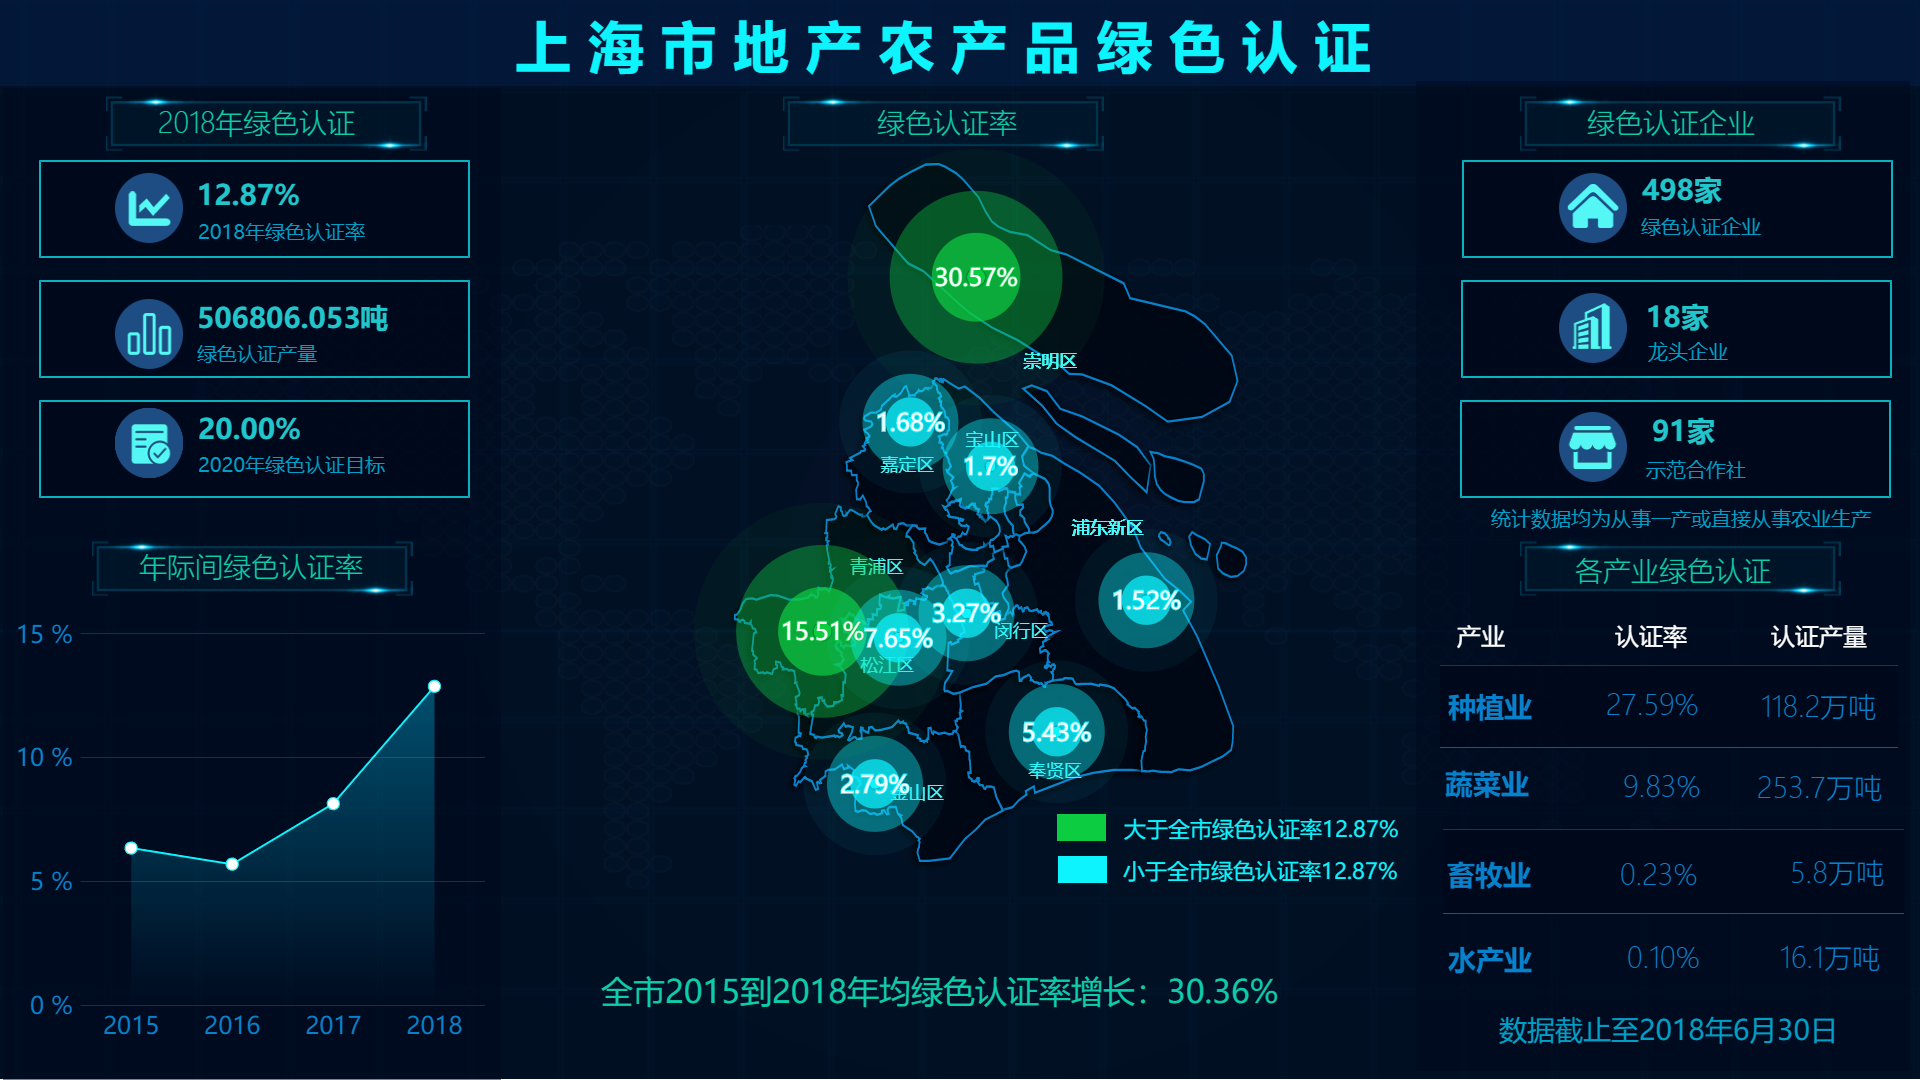 上海市地产农产品绿色认证
2018年绿色认证
12.87%
2018年绿色认证率
506806.053吨
绿色认证产量
20.00%
2020年绿色认证目标
年际间绿色认证率
15 %
10 %
5 %
0 %
2015 2016 2017 2018
绿色认证率
30.57%
崇明区
1.68%
嘉定区
宝山区
1.7%
浦东新区
1.52%
青浦区
15.51%
7.65%
松江区
3.27%
闵行区
5.43%
奉贤区
2.79%
金山区
大于全市绿色认证率12.87%
小于全市绿色认证率12.87%
全市2015到2018年均绿色认证率增长：30.36%
绿色认证企业
498家
绿色认证企业
18家
龙头企业
91家
示范合作社
统计数据均为从事一产或直接从事农业生产
各产业绿色认证
产业 认证率 认证产量
种植业 27.59% 118.2万吨
蔬菜业 9.83% 253.7万吨
畜牧业 0.23% 5.8万吨
水产业 0.10% 16.1万吨
数据截止至2018年6月30日